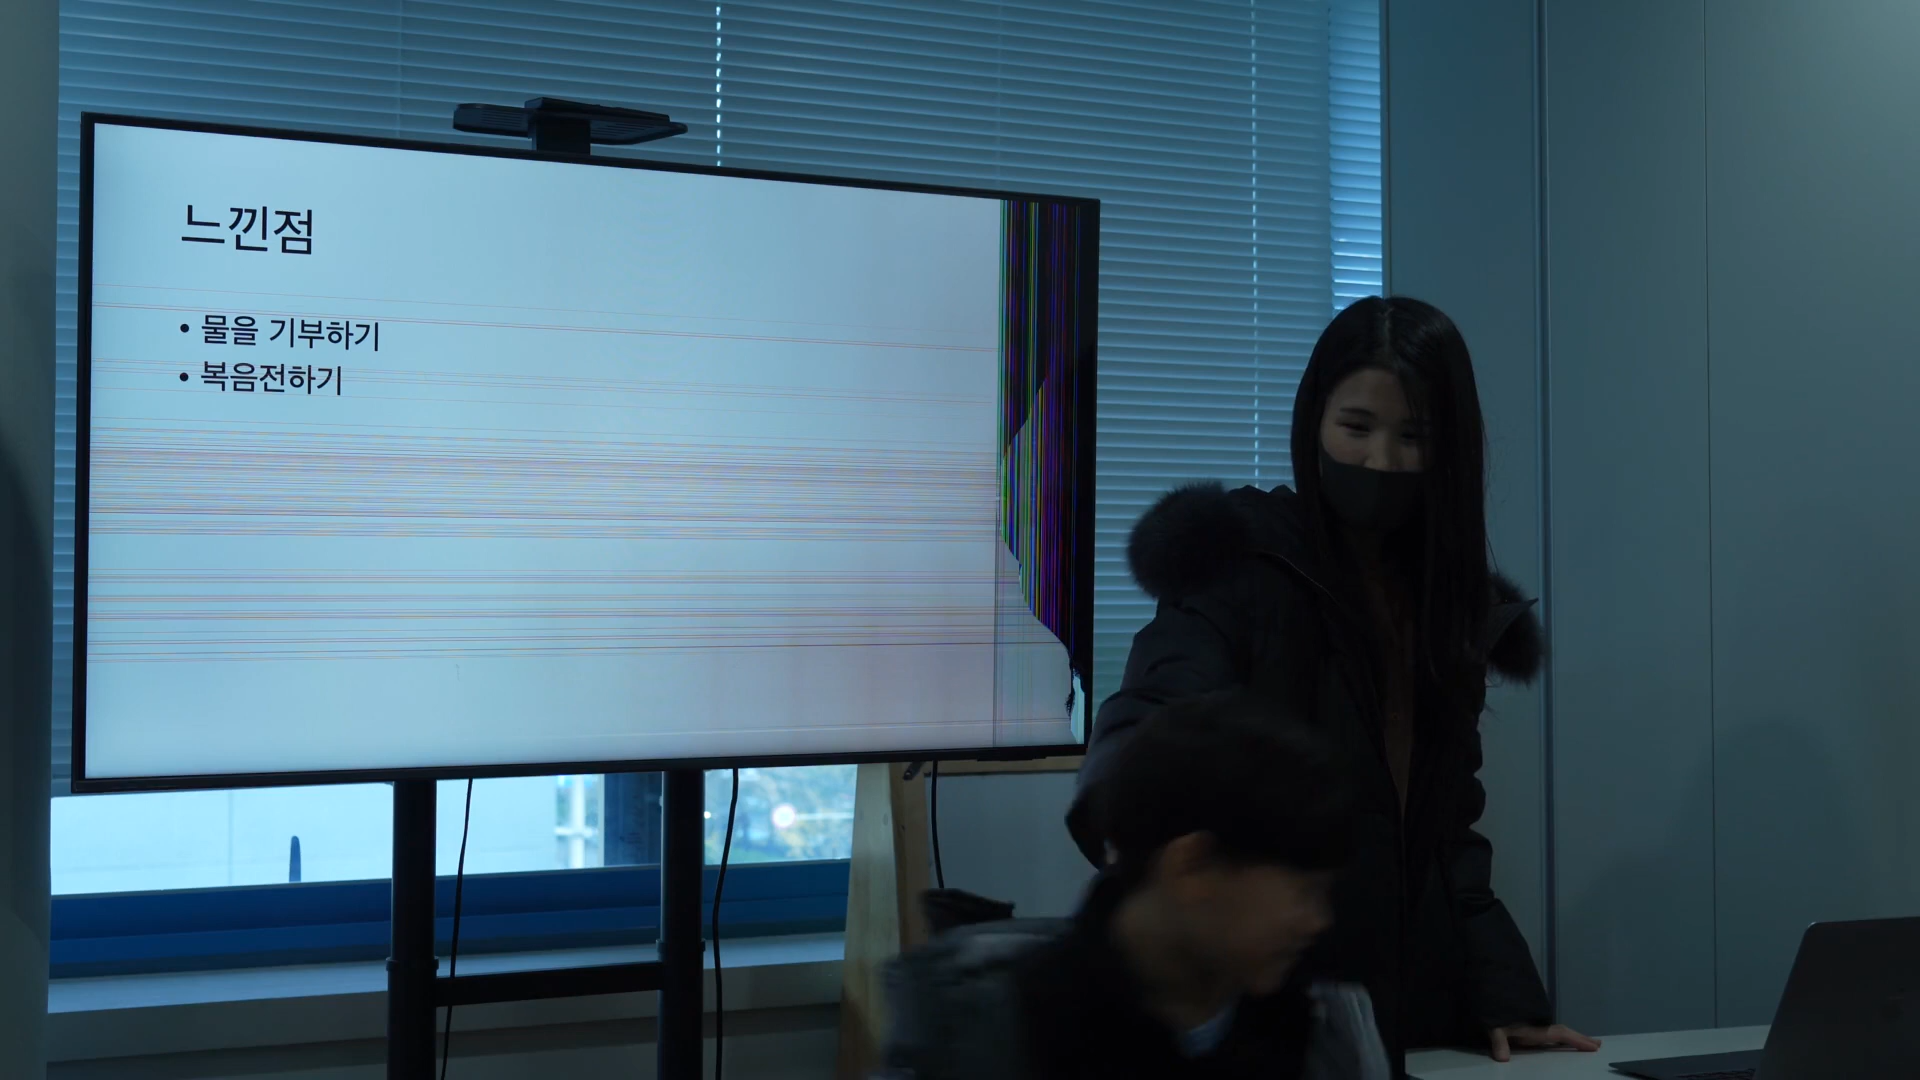 느낀점
• 물을 기부하기
• 복음전하기